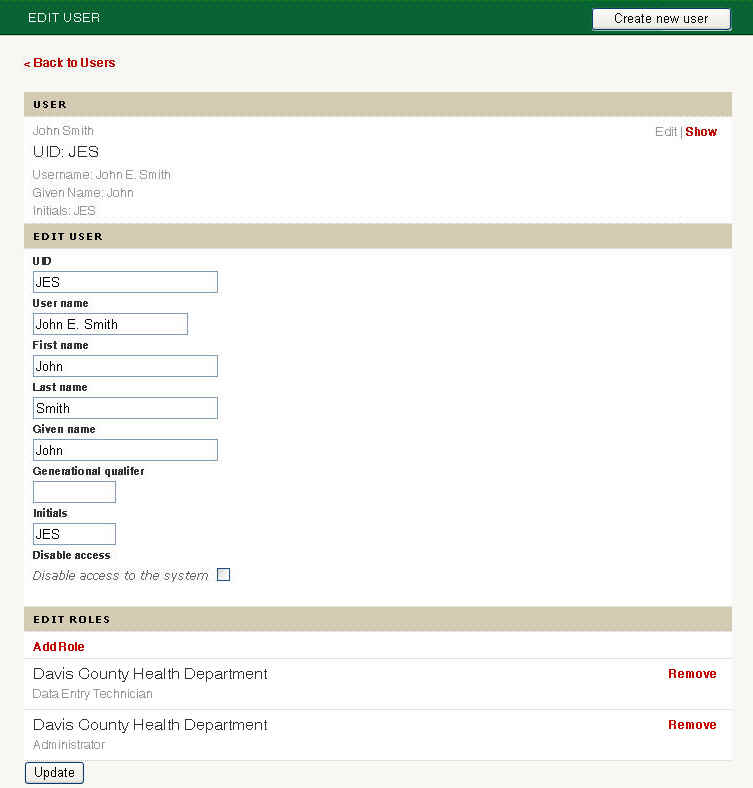 EDIT USER
Create new user
< Back to Users
USER
John Smith
Edit | Show
UID: JES
Username: John E. Smith
Given Name: John
Initials: JES
EDIT USER
UID
JES
User name
John E. Smith
First name
John
Last name
Smith
Given name
John
Generational qualifer
Initials
JES
Disable access
Disable access to the system
EDIT ROLES
Add Role
Davis County Health Department
Remove
Data Entry Technician
Davis County Health Department
Remove
Administrator
Update